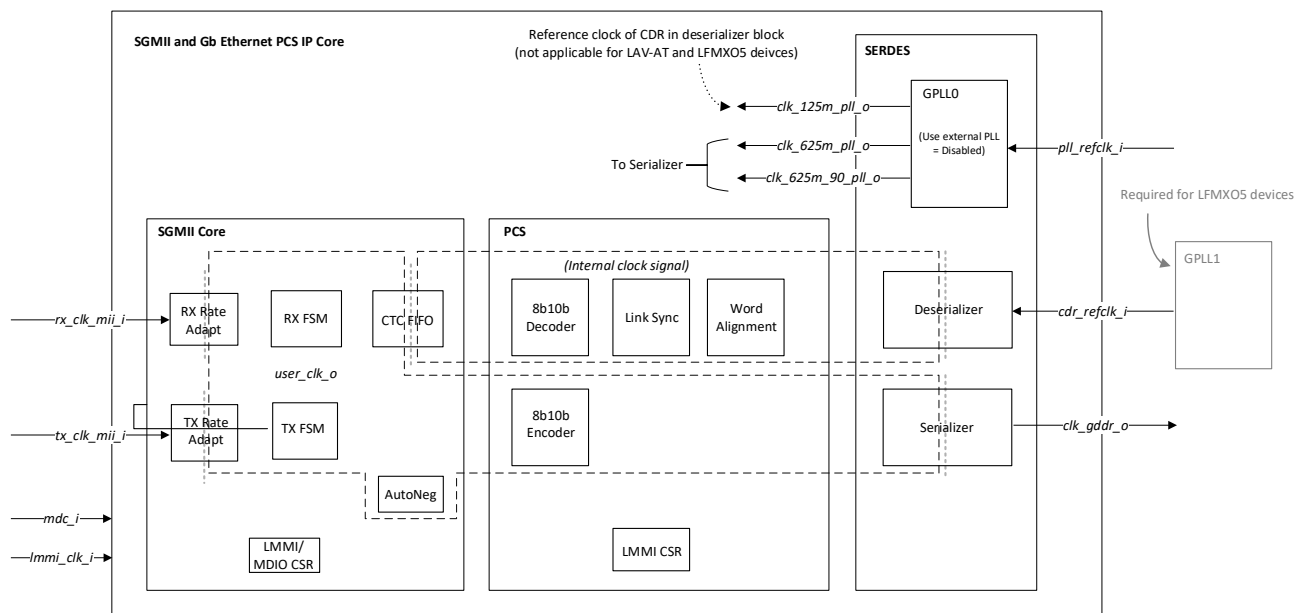 SGMII and Gb Ethernet PCS IP Core
Reference clock of CDR in deserializer block
(not applicable for LAV-AT and LFMXO5 deivces)
SERDES
GPLL0
(Use external PLL
= Disabled)
clk_125m_pll_o
clk_625m_pll_o
To Serializer
clk_625m_90_pll_o
pll_refclk_i
Required for LFMXO5 devices
GPLL1
SGMII Core
PCS
(Internal clock signal)
rx_clk_mii_i
RX Rate
Adapt
RX FSM
CTC FIFO
8b10b
Decoder
Link Sync
Word
Alignment
Deserializer
cdr_refclk_i
user_clk_o
tx_clk_mii_i
TX Rate
Adapt
TX FSM
8b10b
Encoder
Serializer
clk_gddr_o
AutoNeg
mdc_i
lmmi_clk_i
LMMI/
MDIO CSR
LMMI CSR